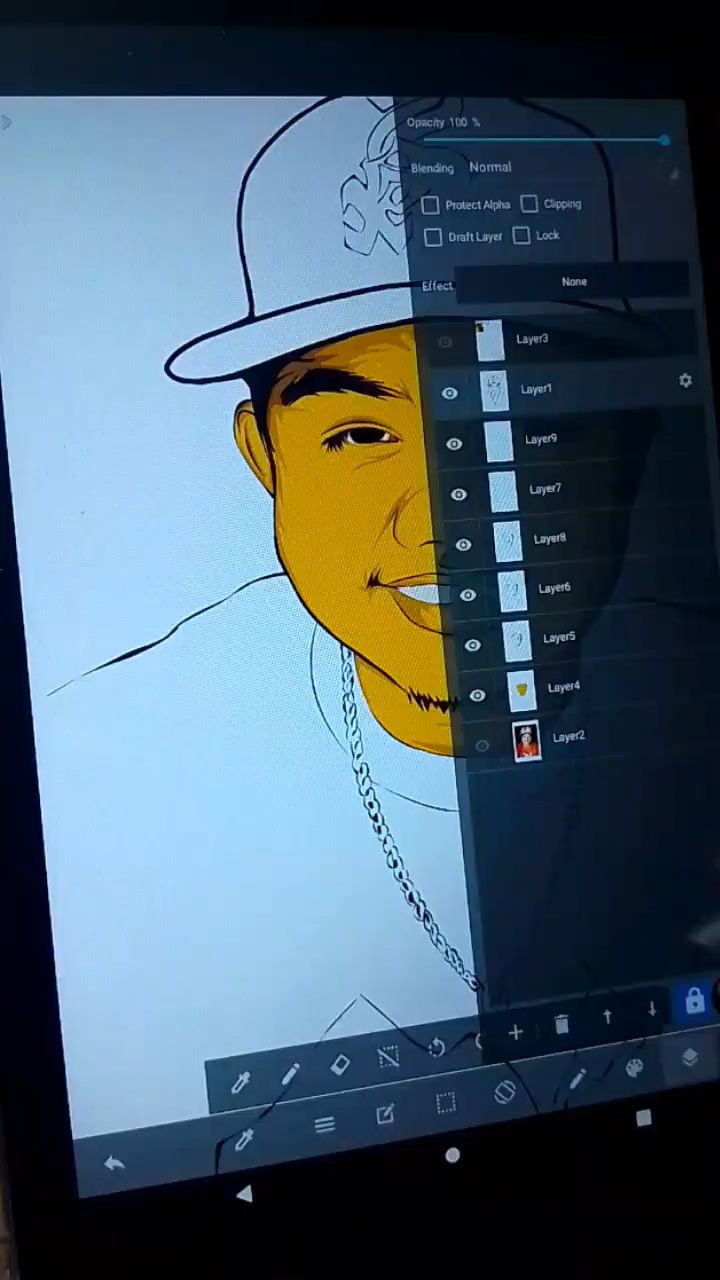 Opacity 100 %
Blending Normal
Protect Alpha Clipping
Draft Layer Lock
Effect None
Layer3
Layer1
Layer9
Layer7
Layer8
Layer6
Layer5
Layer4
Layer2